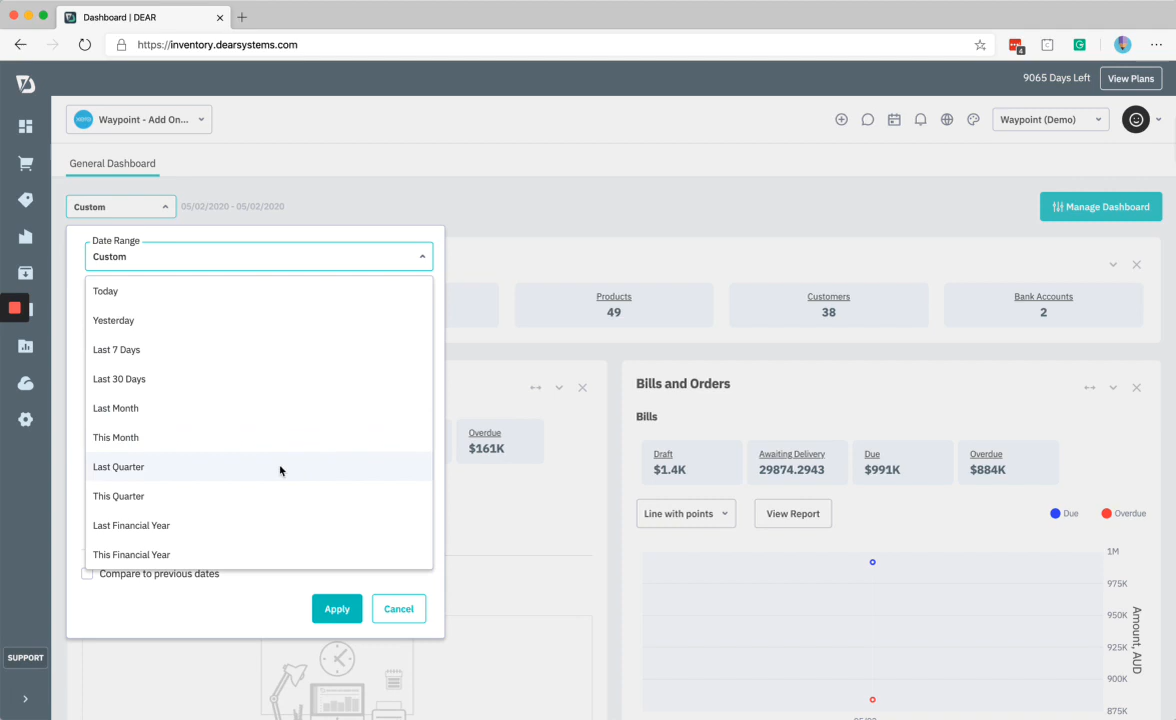 Dashboard | DEAR
https://inventory.dearsystems.com
4
9065 Days Left
View Plans
Waypoint - Add On...
Waypoint (Demo)
General Dashboard
Custom
05/02/2020 - 05/02/2020
Manage Dashboard
Date Range
Custom
Today
Yesterday
Last 7 Days
Last 30 Days
Last Month
This Month
Last Quarter
This Quarter
Last Financial Year
This Financial Year
Compare to previous dates
Apply
Cancel
Products
49
Customers
38
Bank Accounts
2
Overdue
$161K
Bills and Orders
Bills
Draft
$1.4K
Awaiting Delivery
29874.2943
Due
$991K
Overdue
$884K
Line with points
View Report
Due
Overdue
1M
975K
950K
925K
900K
875K
Amount, AUD
SUPPORT